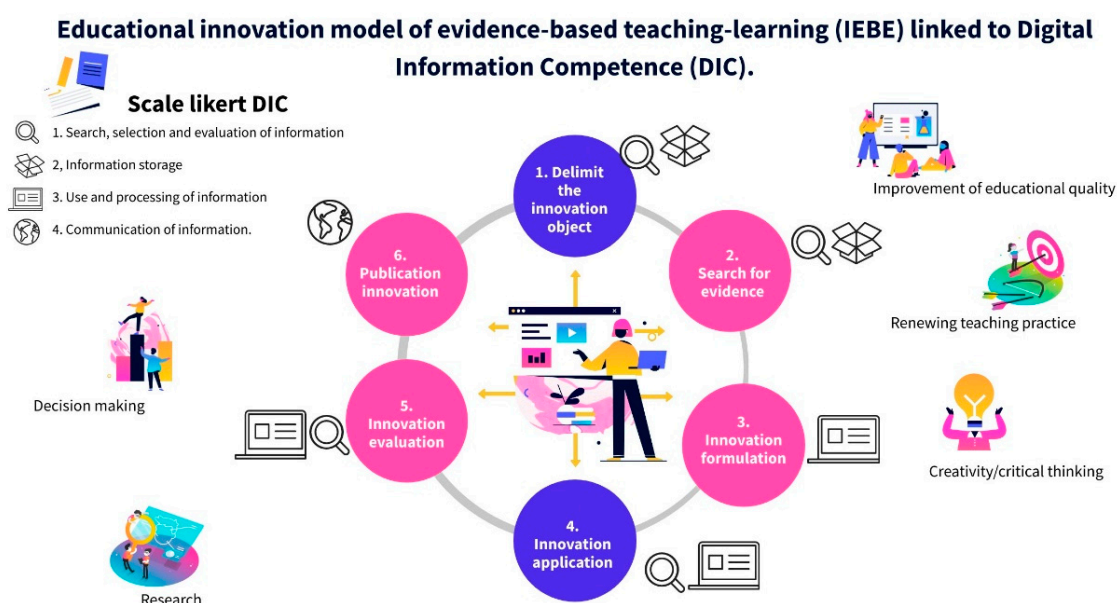 Educational innovation model of evidence-based teaching-learning (IEBE) linked to Digital
Information Competence (DIC).
Scale likert DIC
1. Search, selection and evaluation of information
2, Information storage
3. Use and processing of information
4. Communication of information.
1. Delimit
the
innovation
object
2.
Search for
evidence
3.
Innovation
formulation
4.
Innovation
application
5.
Innovation
evaluation
6.
Publication
innovation
Improvement of educational quality
Renewing teaching practice
Creativity/critical thinking
Decision making
Research